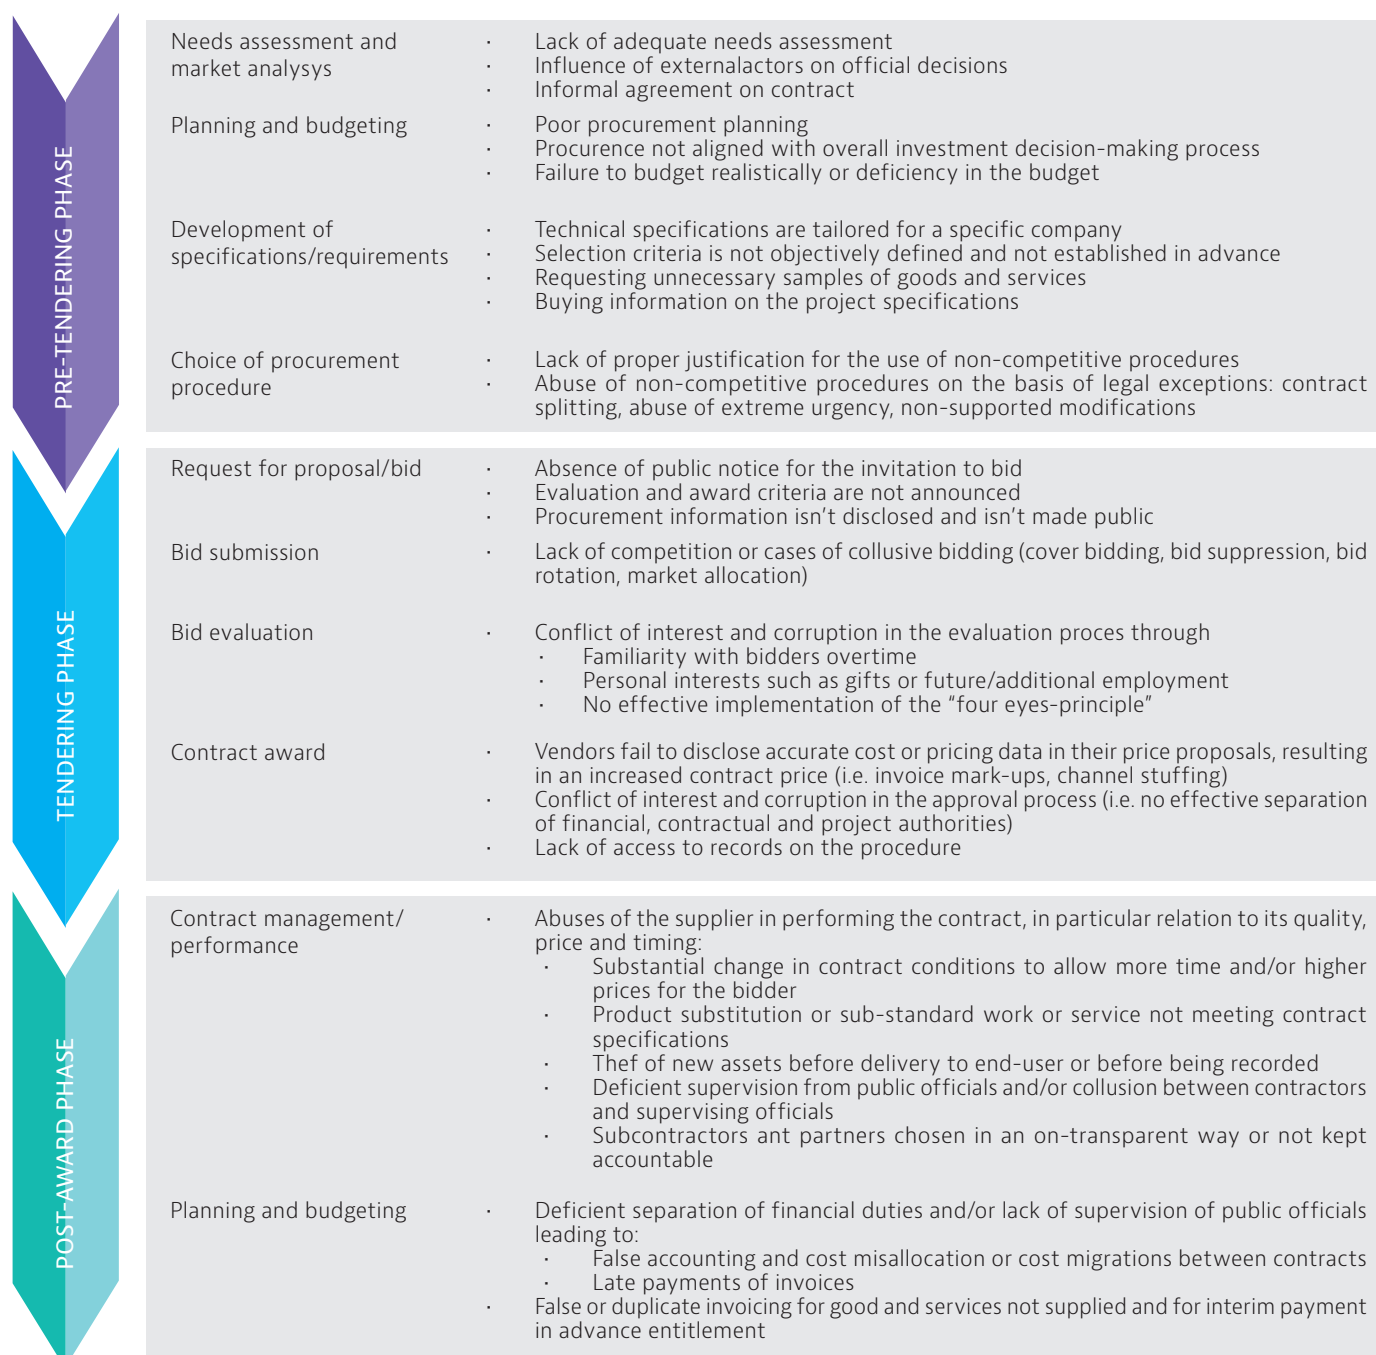 PRE-TENDERING PHASE
Needs assessment and
market analysys
· Lack of adequate needs assessment
· Influence of externalactors on official decisions
· Informal agreement on contract
Planning and budgeting
· Poor procurement planning
· Procurence not aligned with overall investment decision-making process
· Failure to budget realistically or deficiency in the budget
Development of
specifications/requirements
· Technical specifications are tailored for a specific company
· Selection criteria is not objectively defined and not established in advance
· Requesting unnecessary samples of goods and services
· Buying information on the project specifications
Choice of procurement
procedure
· Lack of proper justification for the use of non-competitive procedures
· Abuse of non-competitive procedures on the basis of legal exceptions: contract
splitting, abuse of extreme urgency, non-supported modifications
TENDERING PHASE
Request for proposal/bid
· Absence of public notice for the invitation to bid
· Evaluation and award criteria are not announced
· Procurement information isn’t disclosed and isn’t made public
Bid submission
· Lack of competition or cases of collusive bidding (cover bidding, bid suppression, bid
rotation, market allocation)
Bid evaluation
· Conflict of interest and corruption in the evaluation proces through
· Familiarity with bidders overtime
· Personal interests such as gifts or future/additional employment
· No effective implementation of the “four eyes-principle”
Contract award
· Vendors fail to disclose accurate cost or pricing data in their price proposals, resulting
in an increased contract price (i.e. invoice mark-ups, channel stuffing)
· Conflict of interest and corruption in the approval process (i.e. no effective separation
of financial, contractual and project authorities)
· Lack of access to records on the procedure
POST-AWARD PHASE
Contract management/
performance
· Abuses of the supplier in performing the contract, in particular relation to its quality,
price and timing:
· Substantial change in contract conditions to allow more time and/or higher
prices for the bidder
· Product substitution or sub-standard work or service not meeting contract
specifications
· Thef of new assets before delivery to end-user or before being recorded
· Deficient supervision from public officials and/or collusion between contractors
and supervising officials
· Subcontractors ant partners chosen in an on-transparent way or not kept
accountable
Planning and budgeting
· Deficient separation of financial duties and/or lack of supervision of public officials
leading to:
· False accounting and cost misallocation or cost migrations between contracts
· Late payments of invoices
· False or duplicate invoicing for good and services not supplied and for interim payment
in advance entitlement